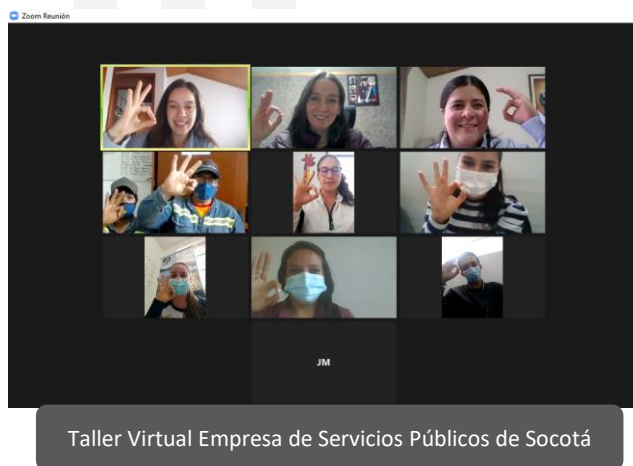 Zoom Reunión
JM
Taller Virtual Empresa de Servicios Públicos de Socotá